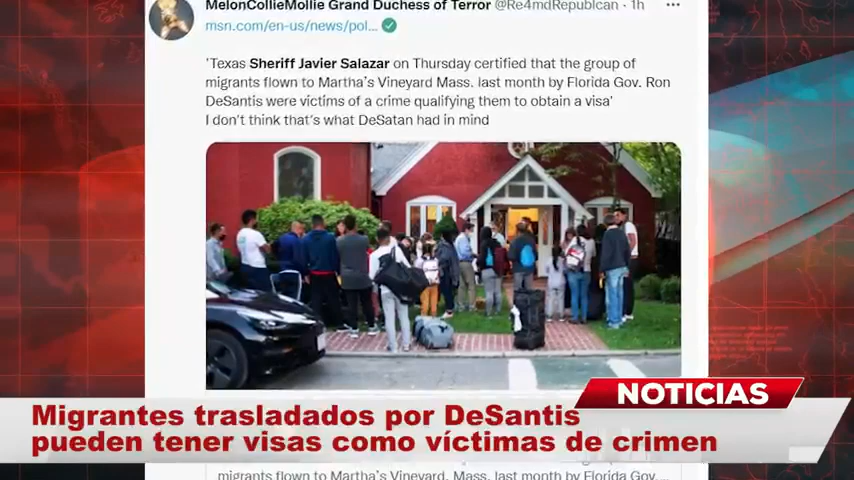 MelonCollieMollie Grand Duchess of Terror @Re4mdRepublcan · 1h
msn.com/en-us/news/pol...
'Texas Sheriff Javier Salazar on Thursday certified that the group of
migrants flown to Martha's Vineyard Mass. last month by Florida Gov. Ron
DeSantis were victims of a crime qualifying them to obtain a visa'
I don't think that's what DeSatan had in mind
NOTICIAS
Migrantes trasladados por DeSantis
pueden tener visas como víctimas de crimen
migrants flown to Martha's Vineyard, Mass. last month by Florida Gov....